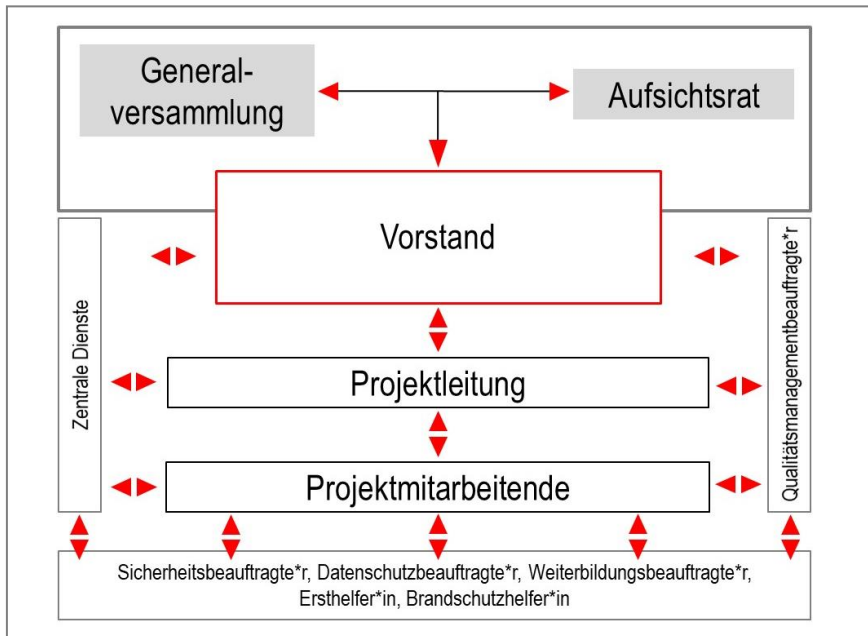 General-
versammlung
Aufsichtsrat
Vorstand
Zentrale Dienste
Qualitätsmanagementbeauftragte*r
Projektleitung
Projektmitarbeitende
Sicherheitsbeauftragte*r, Datenschutzbeauftragte*r, Weiterbildungsbeauftragte*r,
Ersthelfer*in, Brandschutzhelfer*in